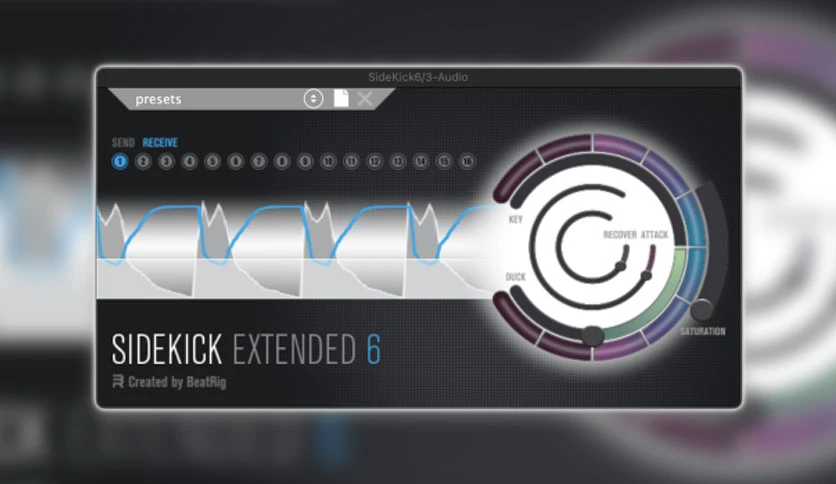 SideKick6/3-Audio
presets
SEND RECEIVE
1 2 3 4 5 6 7 8 9 10 11 12 13 14 15 16
KEY
RECOVER ATTACK
DUCK
SATURATION
SIDEKICK EXTENDED 6
Created by BeatRig